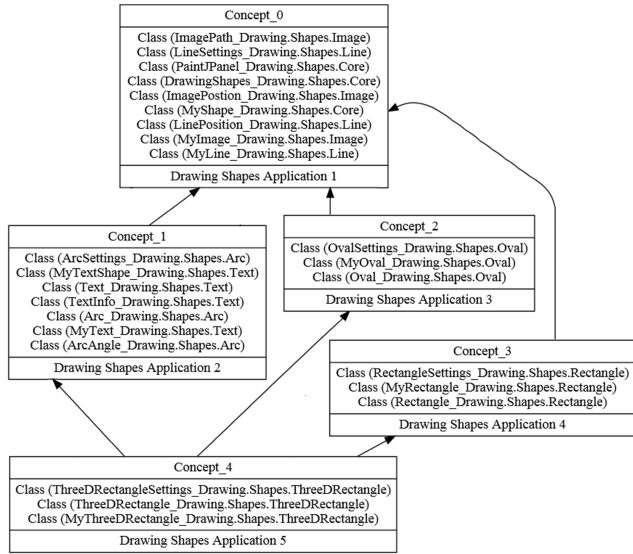 Concept_0
Class (ImagePath_Drawing.Shapes.Image)
Class (LineSettings_Drawing.Shapes.Line)
Class (PaintJPanel_Drawing.Shapes.Core)
Class (DrawingShapes_Drawing.Shapes.Core)
Class (ImagePostion_Drawing.Shapes.Image)
Class (MyShape_Drawing.Shapes.Core)
Class (LinePosition_Drawing.Shapes.Line)
Class (MyImage_Drawing.Shapes.Image)
Class (MyLine_Drawing.Shapes.Line)
Drawing Shapes Application 1
Concept_1
Class (ArcSettings_Drawing.Shapes.Arc)
Class (MyTextShape_Drawing.Shapes.Text)
Class (Text_Drawing.Shapes.Text)
Class (TextInfo_Drawing.Shapes.Text)
Class (Arc_Drawing.Shapes.Arc)
Class (MyText_Drawing.Shapes.Text)
Class (ArcAngle_Drawing.Shapes.Arc)
Drawing Shapes Application 2
Concept_2
Class (OvalSettings_Drawing.Shapes.Oval)
Class (MyOval_Drawing.Shapes.Oval)
Class (Oval_Drawing.Shapes.Oval)
Drawing Shapes Application 3
Concept_3
Class (RectangleSettings_Drawing.Shapes.Rectangle)
Class (MyRectangle_Drawing.Shapes.Rectangle)
Class (Rectangle_Drawing.Shapes.Rectangle)
Drawing Shapes Application 4
Concept_4
Class (ThreeDRectangleSettings_Drawing.Shapes.ThreeDRectangle)
Class (ThreeDRectangle_Drawing.Shapes.ThreeDRectangle)
Class (MyThreeDRectangle_Drawing.Shapes.ThreeDRectangle)
Drawing Shapes Application 5